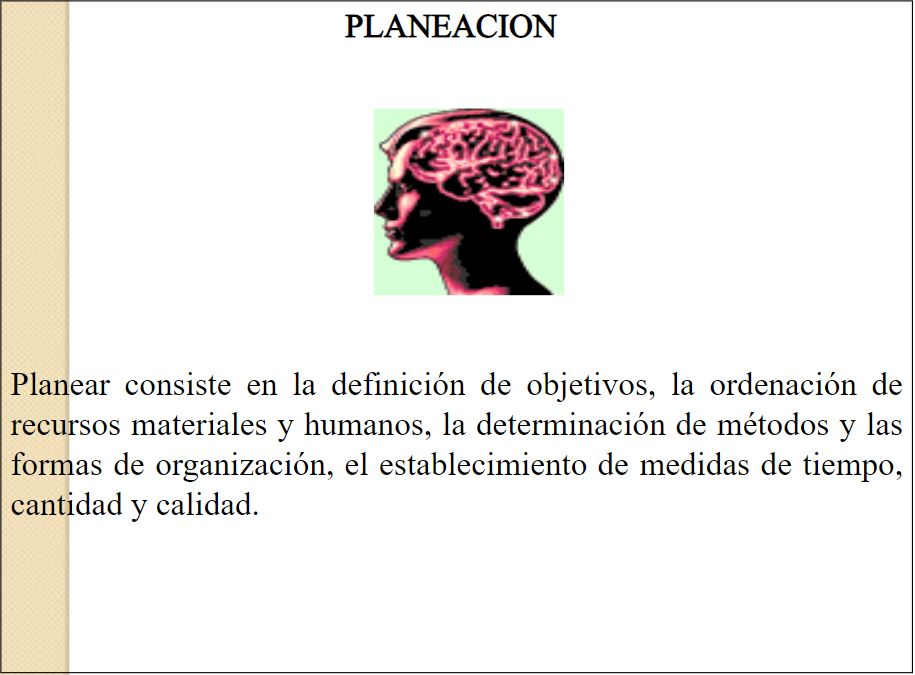 PLANEACION
Planear consiste en la definición de objetivos, la ordenación de
recursos materiales y humanos, la determinación de métodos y las
formas de organización, el establecimiento de medidas de tiempo,
cantidad y calidad.